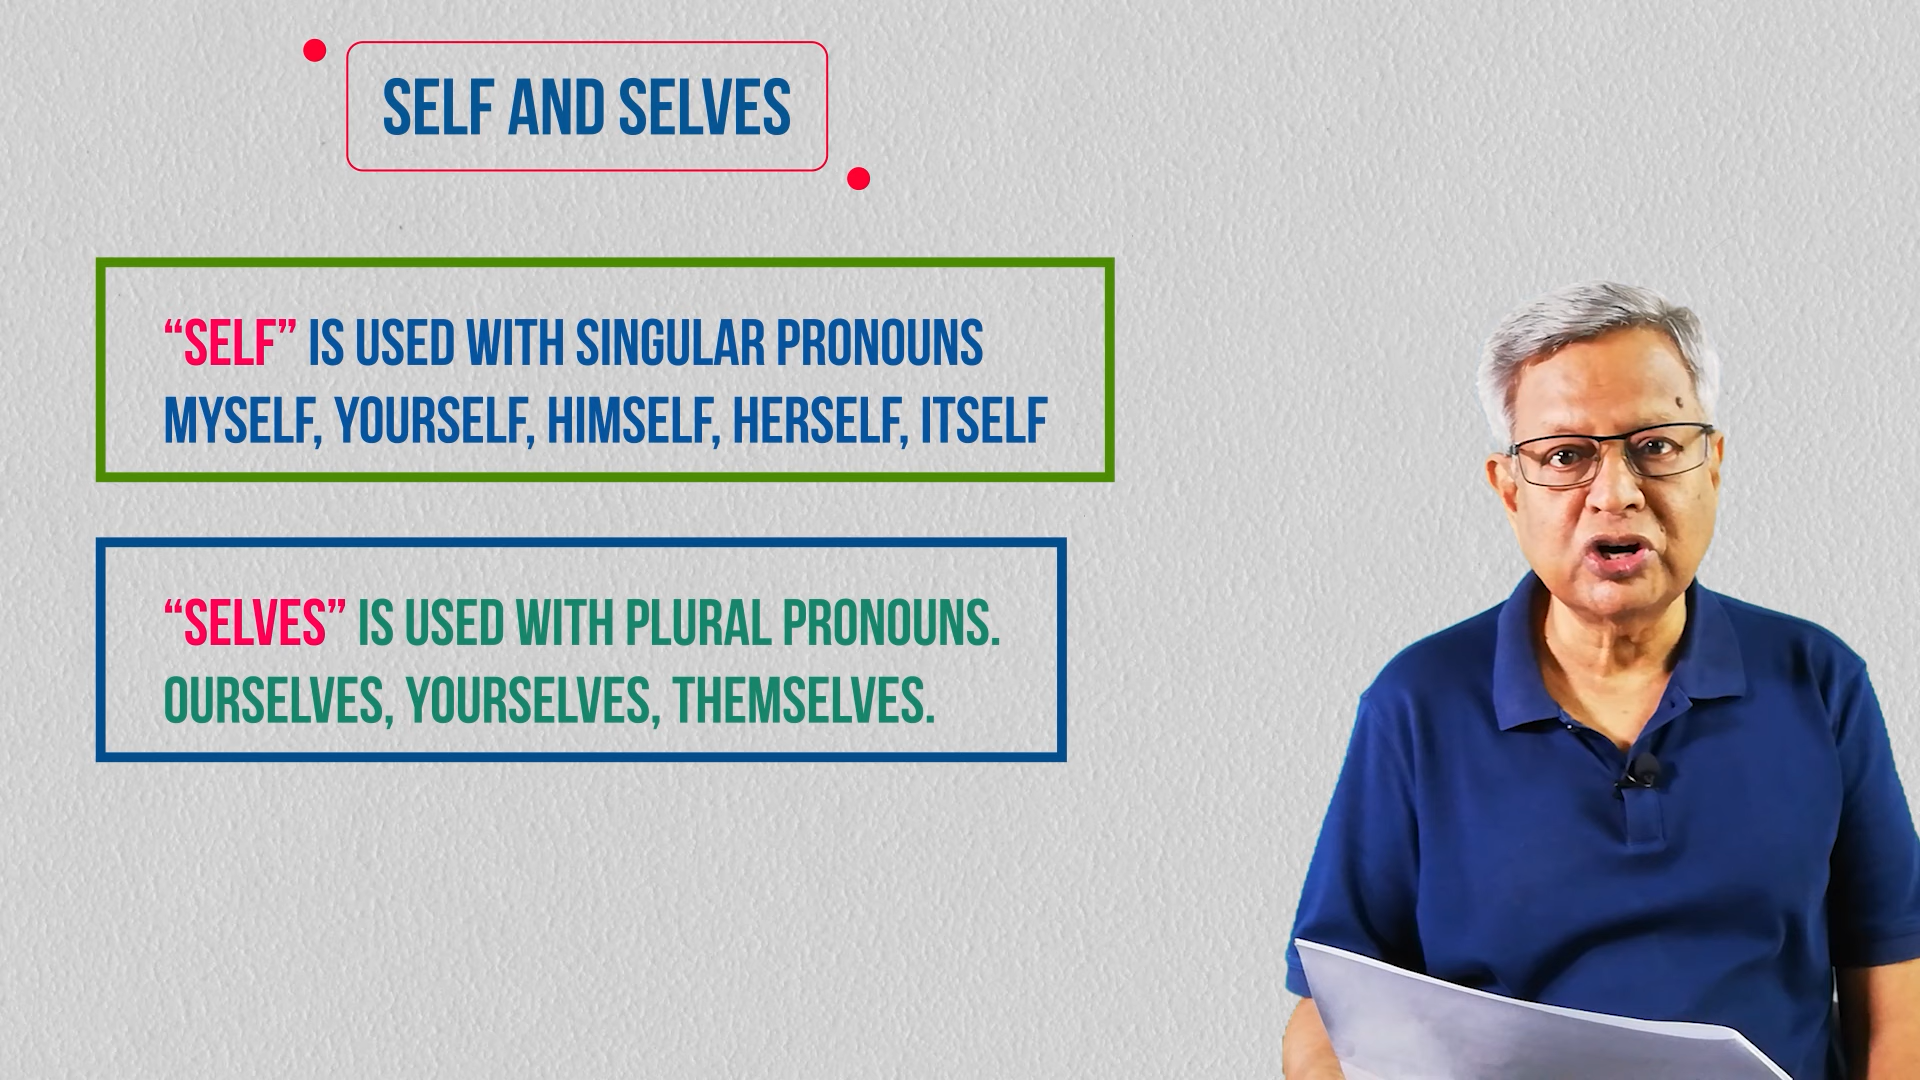 SELF AND SELVES
“SELF” IS USED WITH SINGULAR PRONOUNS
MYSELF, YOURSELF, HIMSELF, HERSELF, ITSELF
“SELVES” IS USED WITH PLURAL PRONOUNS.
OURSELVES, YOURSELVES, THEMSELVES.